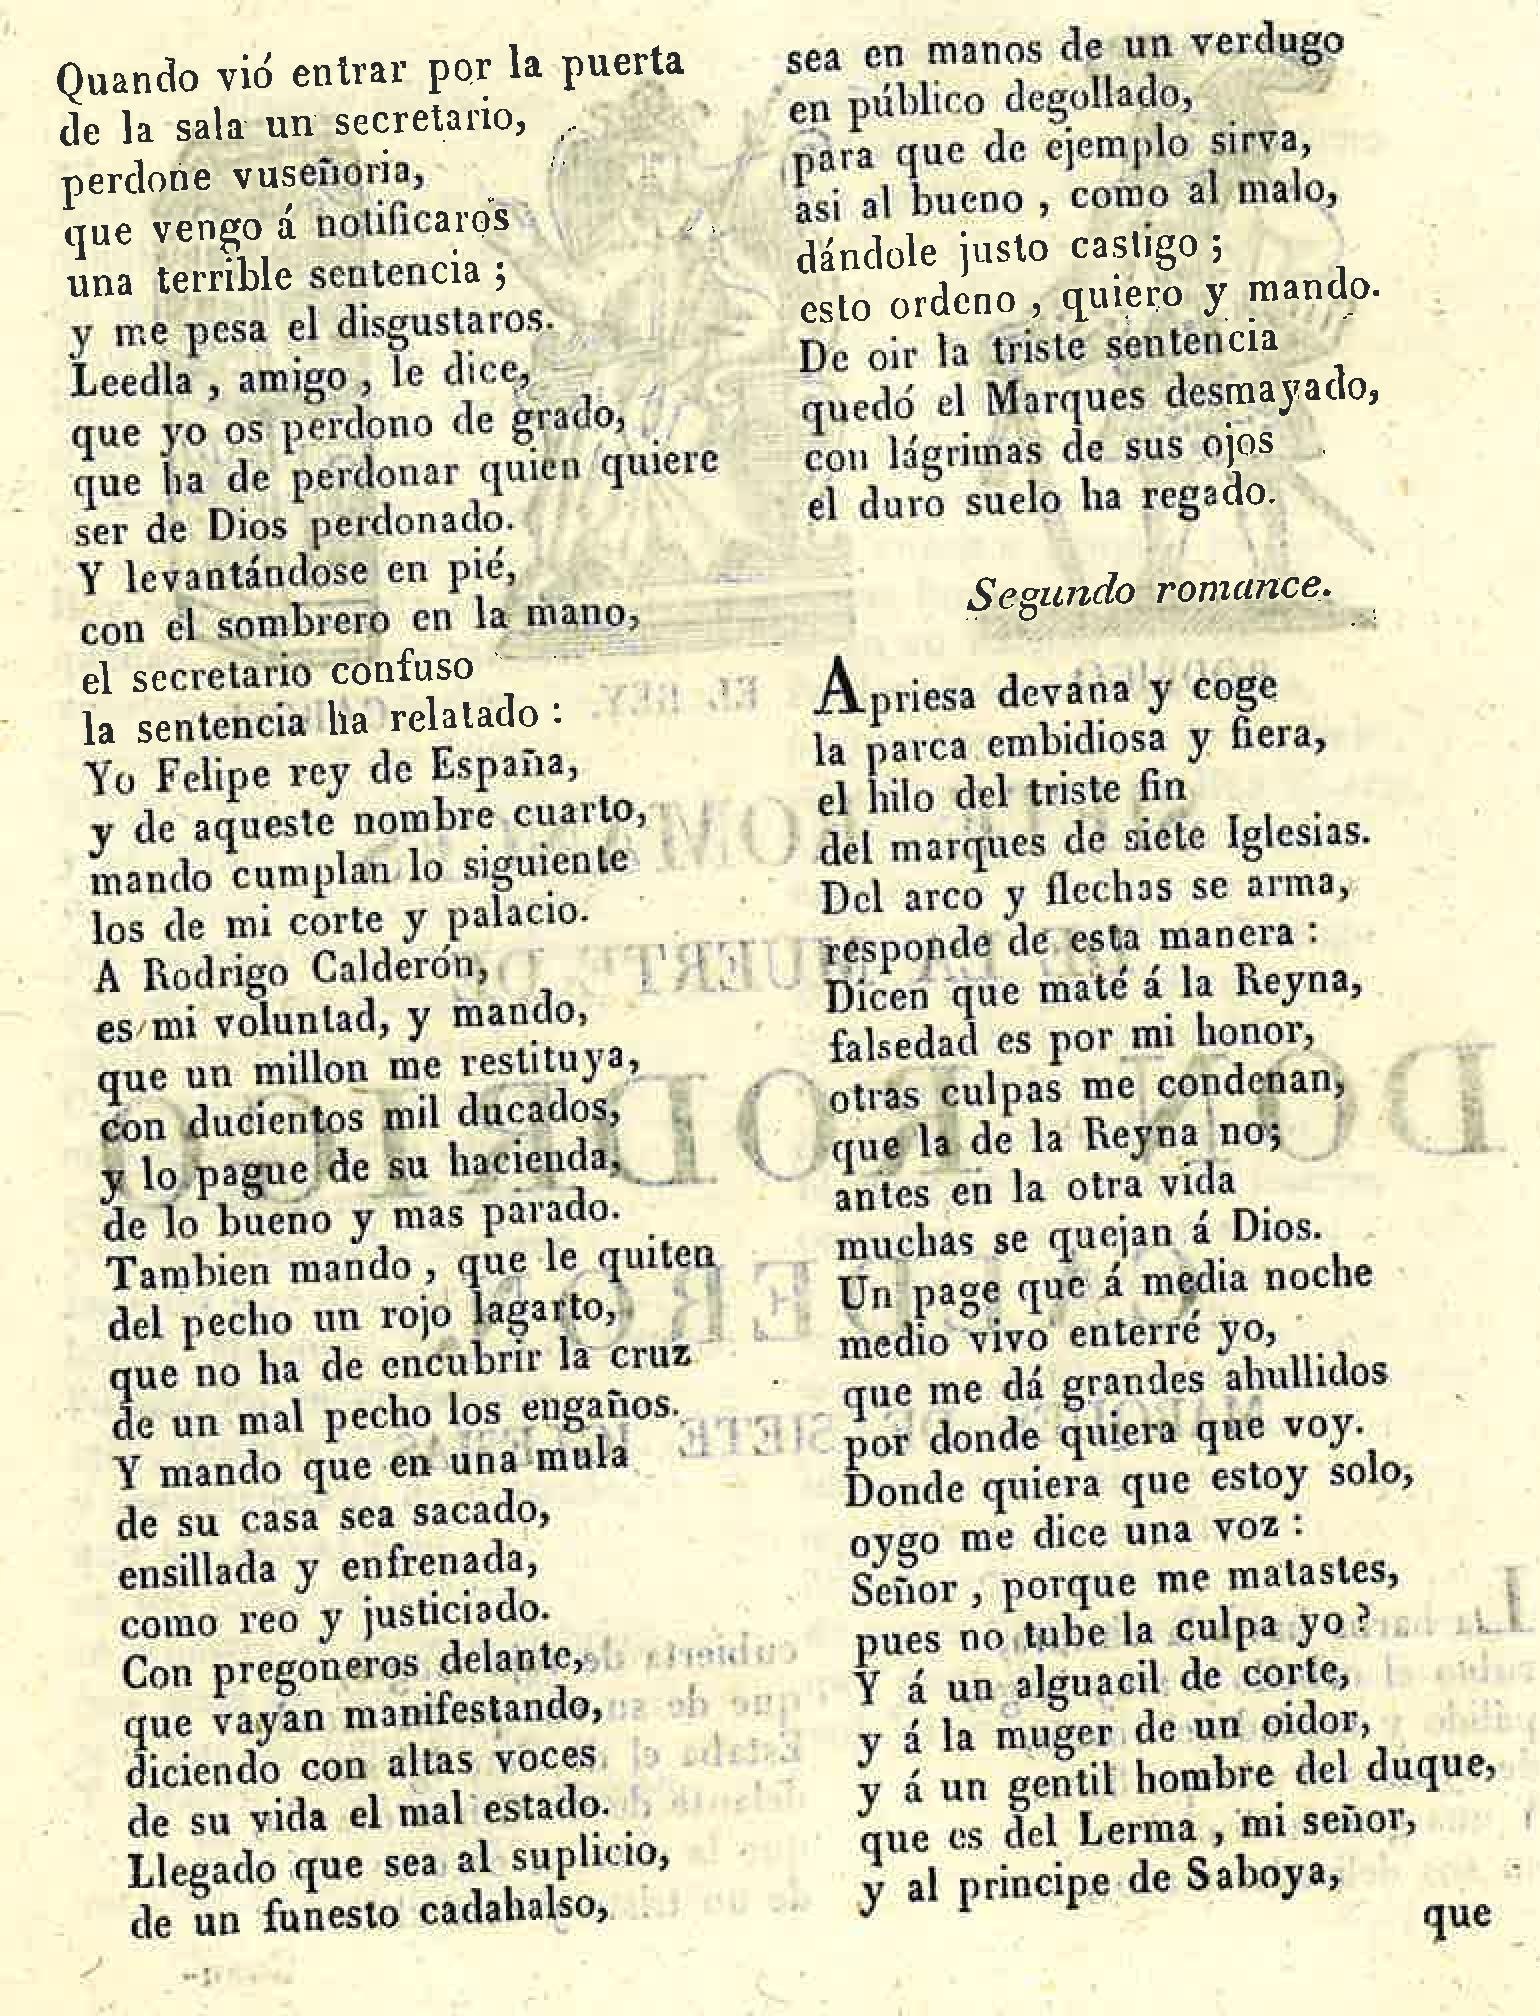 Quando vió entrar por la puerta
de la sala un secretario,
perdone vuseñoria,
que vengo á notificaros
una terrible sentencia ;
y me pesa el disgustaros.
Leedla , amigo , le dice,
que yo os perdono de grado,
que ha de perdonar quien quiere
ser de Dios perdonado.
Y levantándose en pié,
con el sombrero en la mano,
el secretario confuso
la sentencia ha relatado :
Yo Felipe rey de España,
y de aqueste nombre cuarto,
mando cumplan lo siguiente
los de mi corte y palacio.
A Rodrigo Calderón,
es mi voluntad, y mando,
que un millon me restituya,
con ducientos mil ducados,
y lo pague de su hacienda,
de lo bueno y mas parado.
Tambien mando , que le quiten
del pecho un rojo lagarto,
que no ha de encubrir la cruz
de un mal pecho los engaños.
Y mando que en una mula
de su casa sea sacado,
ensillada y enfrenada,
como reo y justiciado.
Con pregoneros delante,
que vayan manifestando,
diciendo con altas voces
de su vida el mal estado.
Llegado que sea al suplicio,
de un funesto cadahalso,
sea en manos de un verdugo
en público degollado,
para que de ejemplo sirva,
asi al bueno , como al malo,
dándole justo castigo ;
esto ordeno , quiero y mando.
De oir la triste sentencia
quedó el Marques desmayado,
con lágrimas de sus ojos
el duro suelo ha regado.
Segundo romance.
Apriesa devana y coge
la parca embidiosa y fiera,
el hilo del triste fin
del marques de siete Iglesias.
Del arco y flechas se arma,
responde de esta manera :
Dicen que maté á la Reyna,
falsedad es por mi honor,
otras culpas me condenan,
que la de la Reyna no;
antes en la otra vida
muchas se quejan á Dios.
Un page que á media noche
medio vivo enterré yo,
que me dá grandes ahullidos
por donde quiera que voy.
Donde quiera que estoy solo,
oygo me dice una voz :
Señor , porque me matastes,
pues no tube la culpa yo?
Y á un alguacil de corte,
y á la muger de un oidor,
y á un gentil hombre del duque,
que es del Lerma , mi señor,
y al principe de Saboya,
que